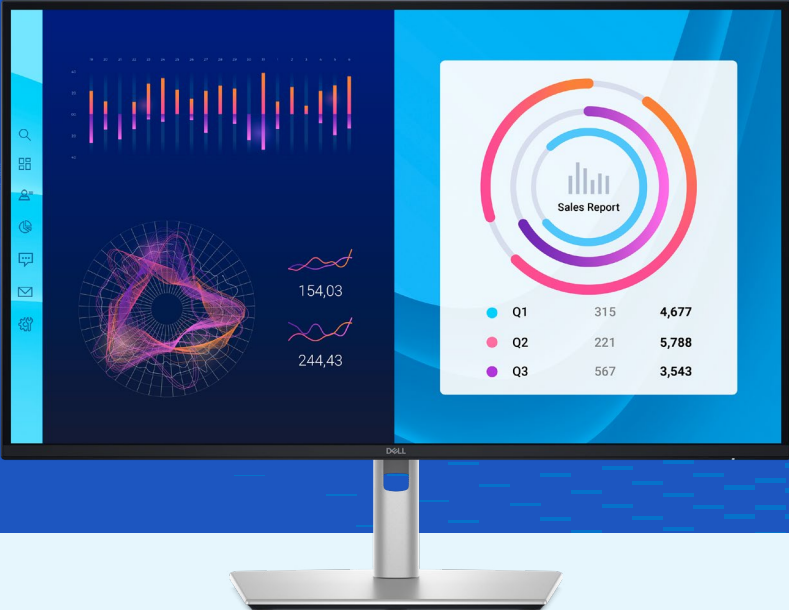 154,03
244,43
Sales Report
Q1 315 4,677
Q2 221 5,788
Q3 567 3,543
DELL